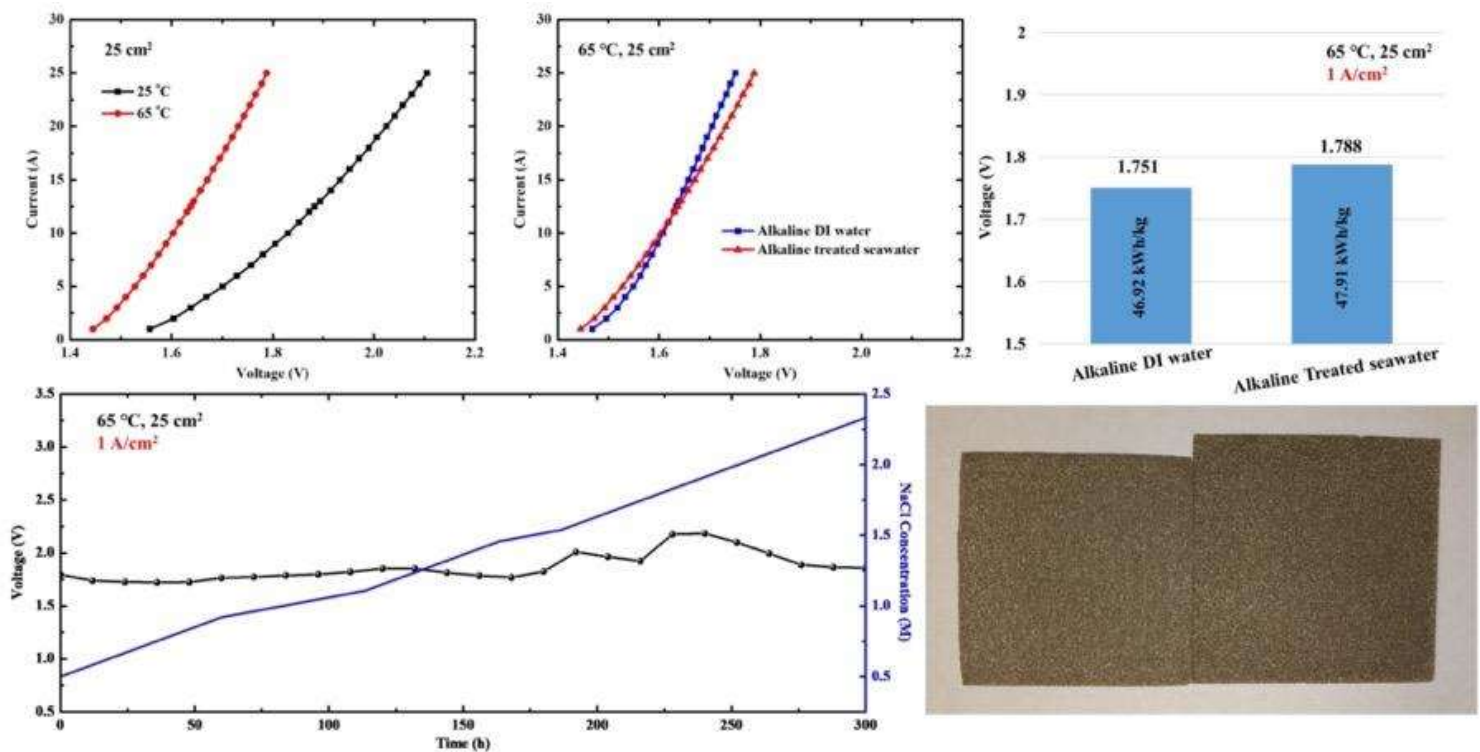 30
25
20
15
10
5
0
Current (A)
25 cm²
25 °C
65 °C
1.4 1.6 1.8 2.0 2.2
Voltage (V)
30
25
20
15
10
5
0
Current (A)
65 °C, 25 cm²
Alkaline DI water
Alkaline treated seawater
1.4 1.6 1.8 2.0 2.2
Voltage (V)
2
1.9
1.8
1.7
1.6
1.5
Voltage (V)
65 °C, 25 cm²
1 A/cm²
1.751
1.788
46.92 kWh/kg
47.91 kWh/kg
Alkaline DI water
Alkaline Treated seawater
3.5
3.0
2.5
2.0
1.5
1.0
0.5
Voltage (V)
65 °C, 25 cm²
1 A/cm²
2.5
2.0
1.5
1.0
0.5
NaCl Concentration (M)
0 50 100 150 200 250 300
Time (h)